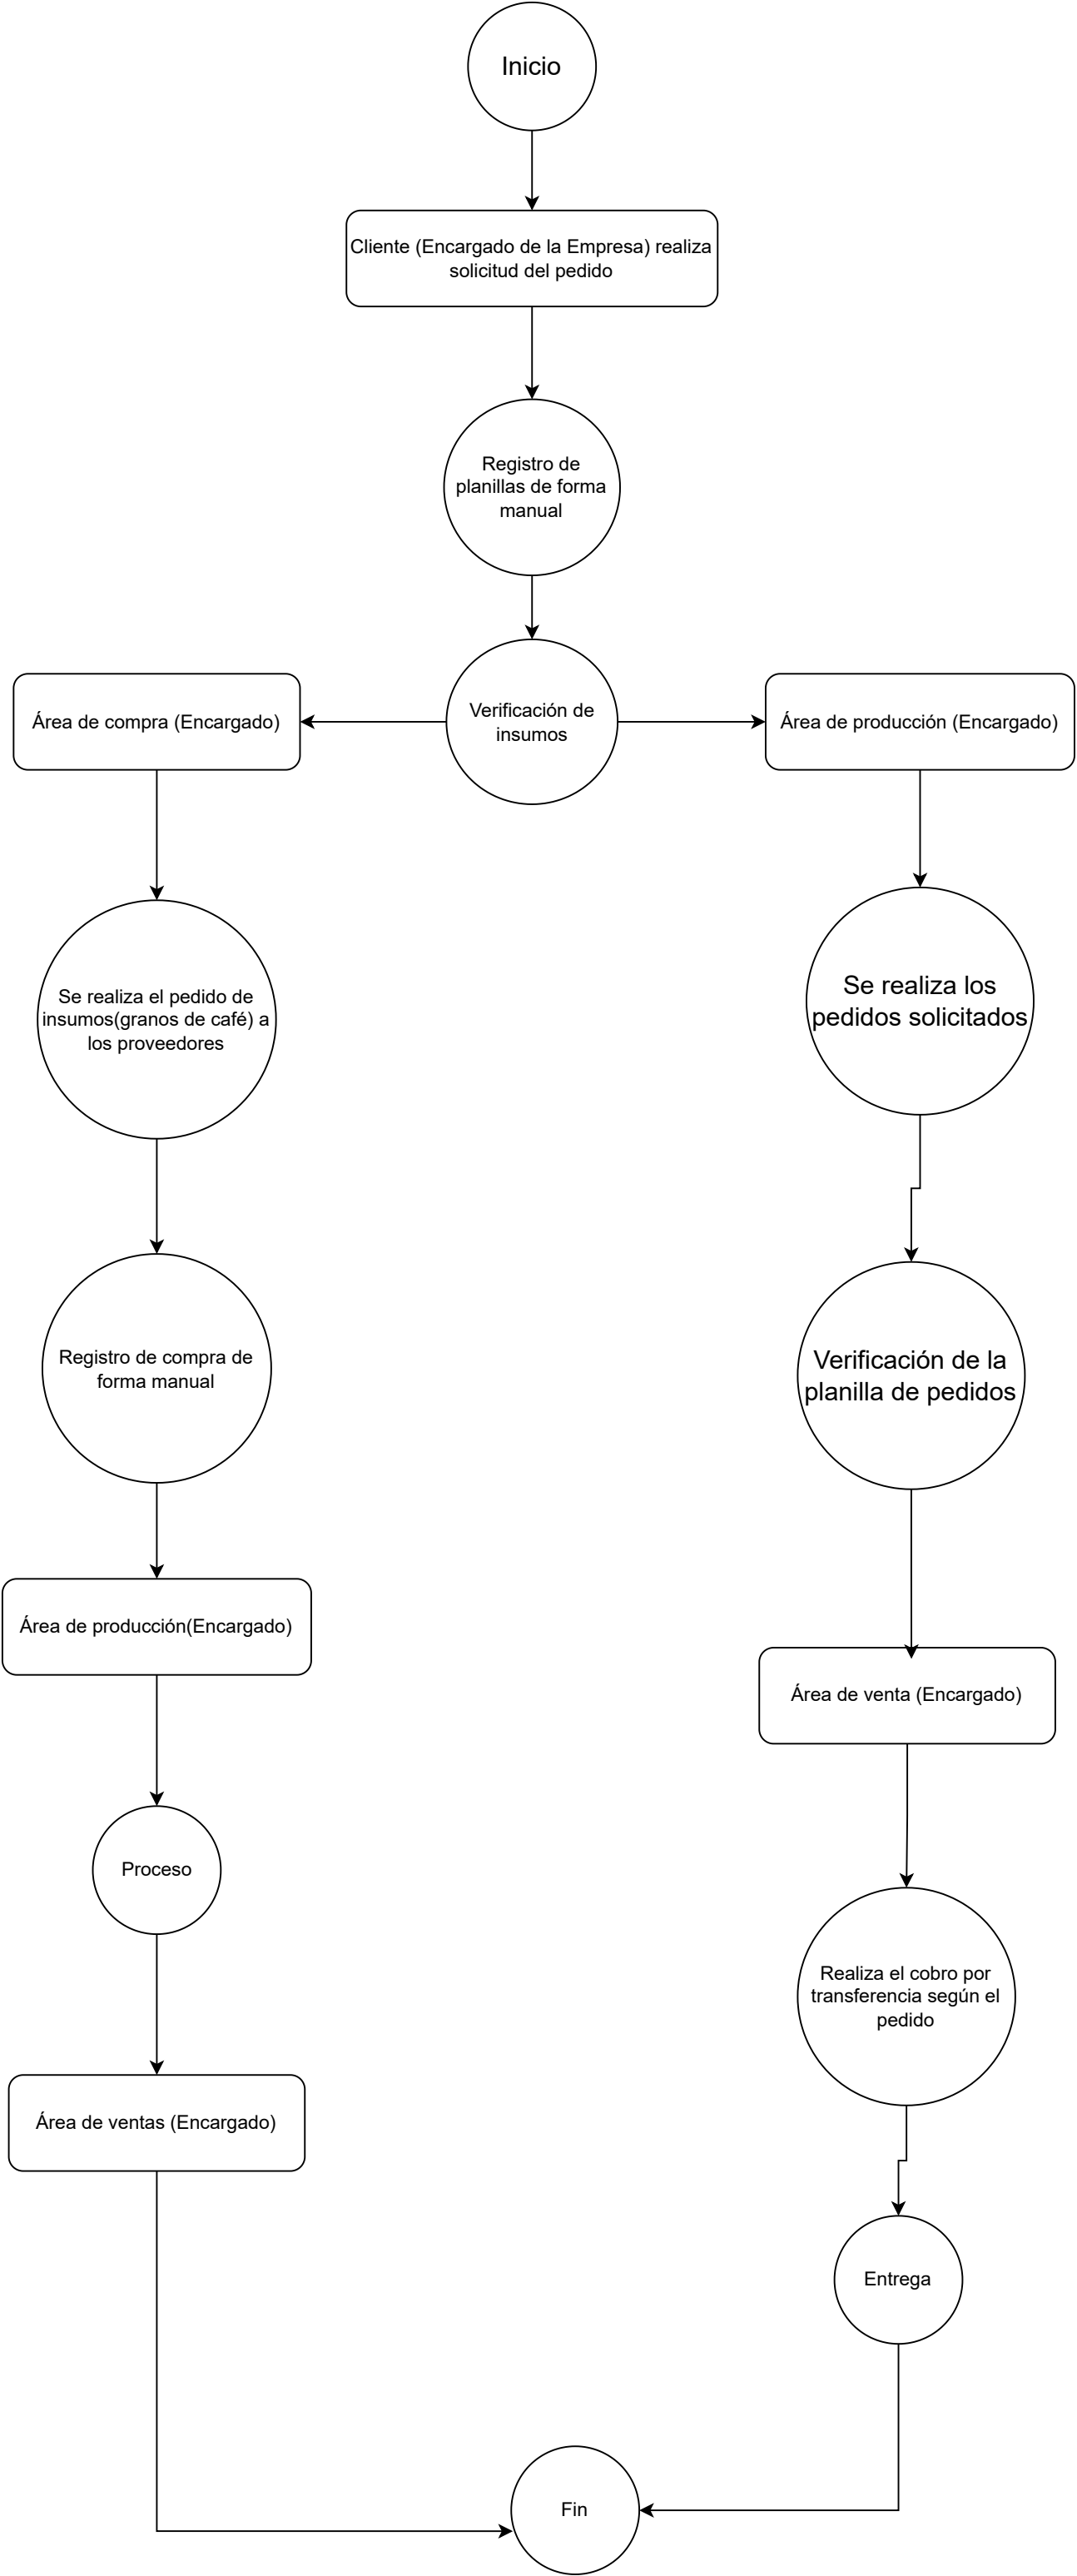 Inicio
Cliente (Encargado de la Empresa) realiza
solicitud del pedido
Registro de
planillas de forma
manual
Verificación de
insumos
Área de compra (Encargado)
Área de producción (Encargado)
Se realiza el pedido de
insumos(granos de café) a
los proveedores
Se realiza los
pedidos solicitados
Registro de compra de
forma manual
Verificación de la
planilla de pedidos
Área de producción(Encargado)
Área de venta (Encargado)
Proceso
Realiza el cobro por
transferencia según el
pedido
Área de ventas (Encargado)
Entrega
Fin